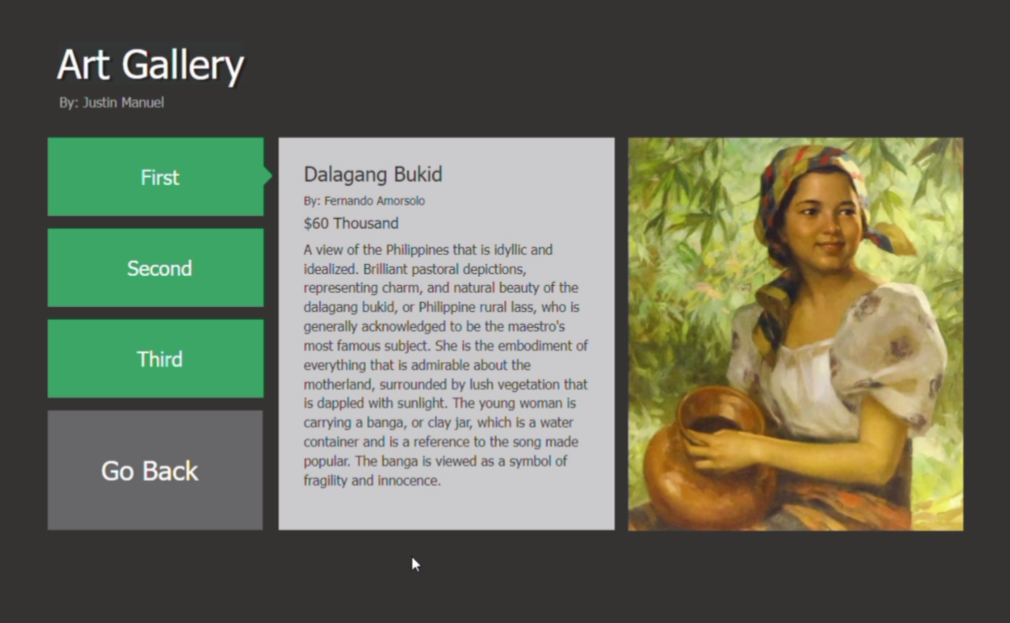 Art Gallery
By: Justin Manuel
First
Second
Third
Go Back
Dalagang Bukid
By: Fernando Amorsolo
$60 Thousand
A view of the Philippines that is idyllic and
idealized. Brilliant pastoral depictions,
representing charm, and natural beauty of the
dalagang bukid, or Philippine rural lass, who is
generally acknowledged to be the maestro's
most famous subject. She is the embodiment of
everything that is admirable about the
motherland, surrounded by lush vegetation that
is dappled with sunlight. The young woman is
carrying a banga, or clay jar, which is a water
container and is a reference to the song made
popular. The banga is viewed as a symbol of
fragility and innocence.